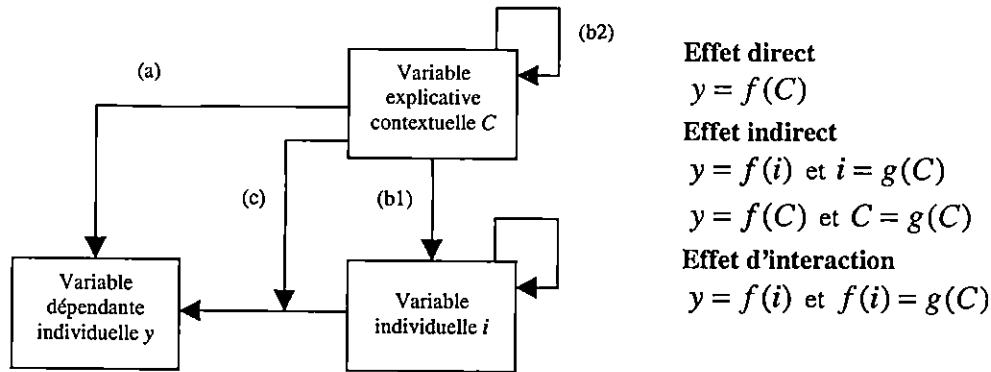 (b2)
(a)
Variable
explicative
contextuelle C
(c)
(b1)
Variable
dépendante
individuelle y
Variable
individuelle i
Effet direct
y = f(C)
Effet indirect
y = f(i) et i = g(C)
y = f(C) et C = g(C)
Effet d'interaction
y = f(i) et f(i) = g(C)